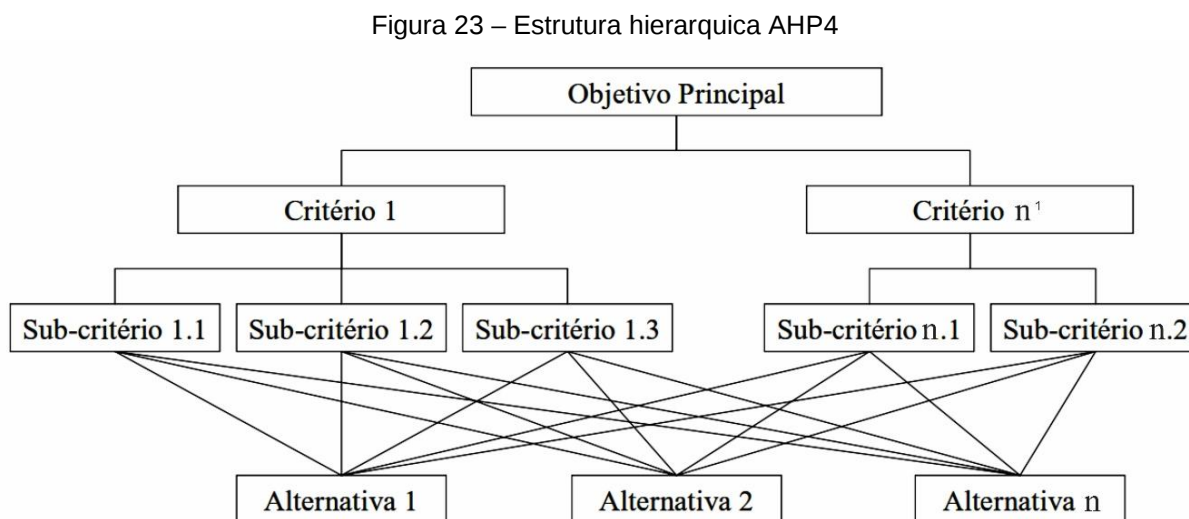 Figura 23 – Estrutura hierarquica AHP4
Objetivo Principal
Critério 1
Critério n ¹
Sub-critério 1.1
Sub-critério 1.2
Sub-critério 1.3
Sub-critério n.1
Sub-critério n.2
Alternativa 1
Alternativa 2
Alternativa n